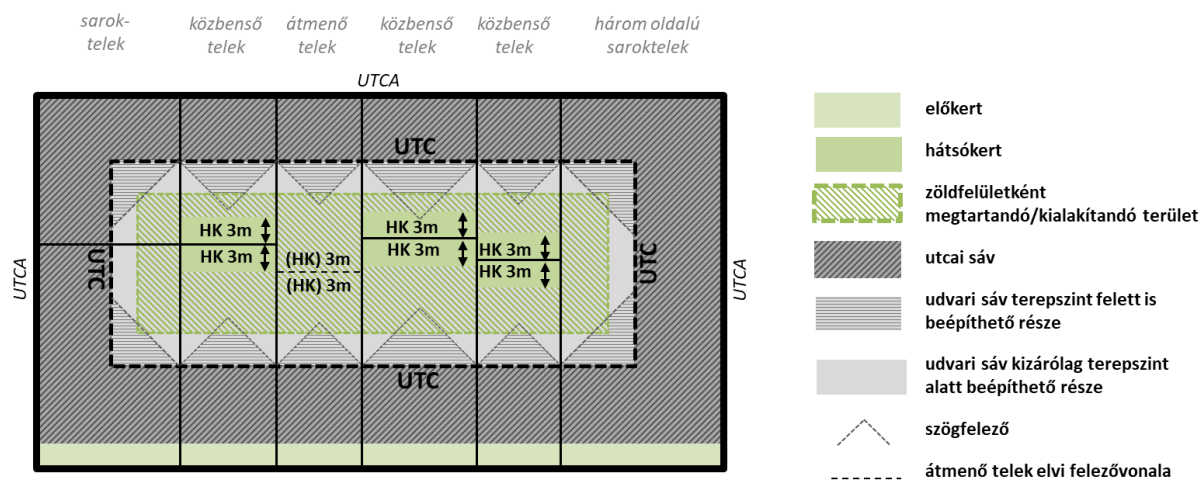 sarok-
telek
közbenső
telek
átmenő
telek
közbenső
telek
közbenső
telek
három oldalú
saroktelek
UTCA
UTC
HK 3m
HK 3m
HK 3m
HK 3m
HK 3m
HK 3m
(HK) 3m
(HK) 3m
UTCA
UTC
UTC
UTCA
UTC
előkert
hátsókert
zöldfelületként
megtartandó/kialakítandó terület
utcai sáv
udvari sáv terepszint felett is
beépíthető része
udvari sáv kizárólag terepszint
alatt beépíthető része
szögfelező
átmenő telek elvi felezővonala